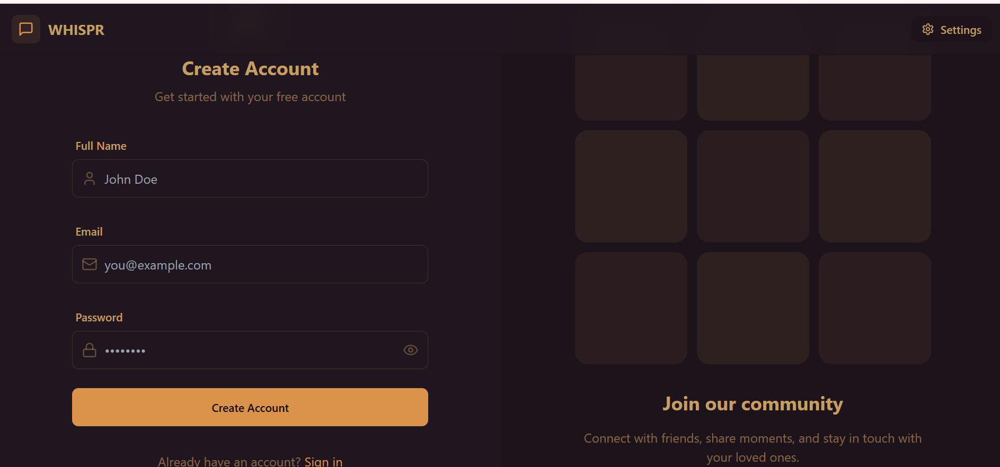 WHISPR
Settings
Create Account
Get started with your free account
Full Name
John Doe
Email
you@example.com
Password
••••••••
Create Account
Already have an account? Sign in
Join our community
Connect with friends, share moments, and stay in touch with
your loved ones.